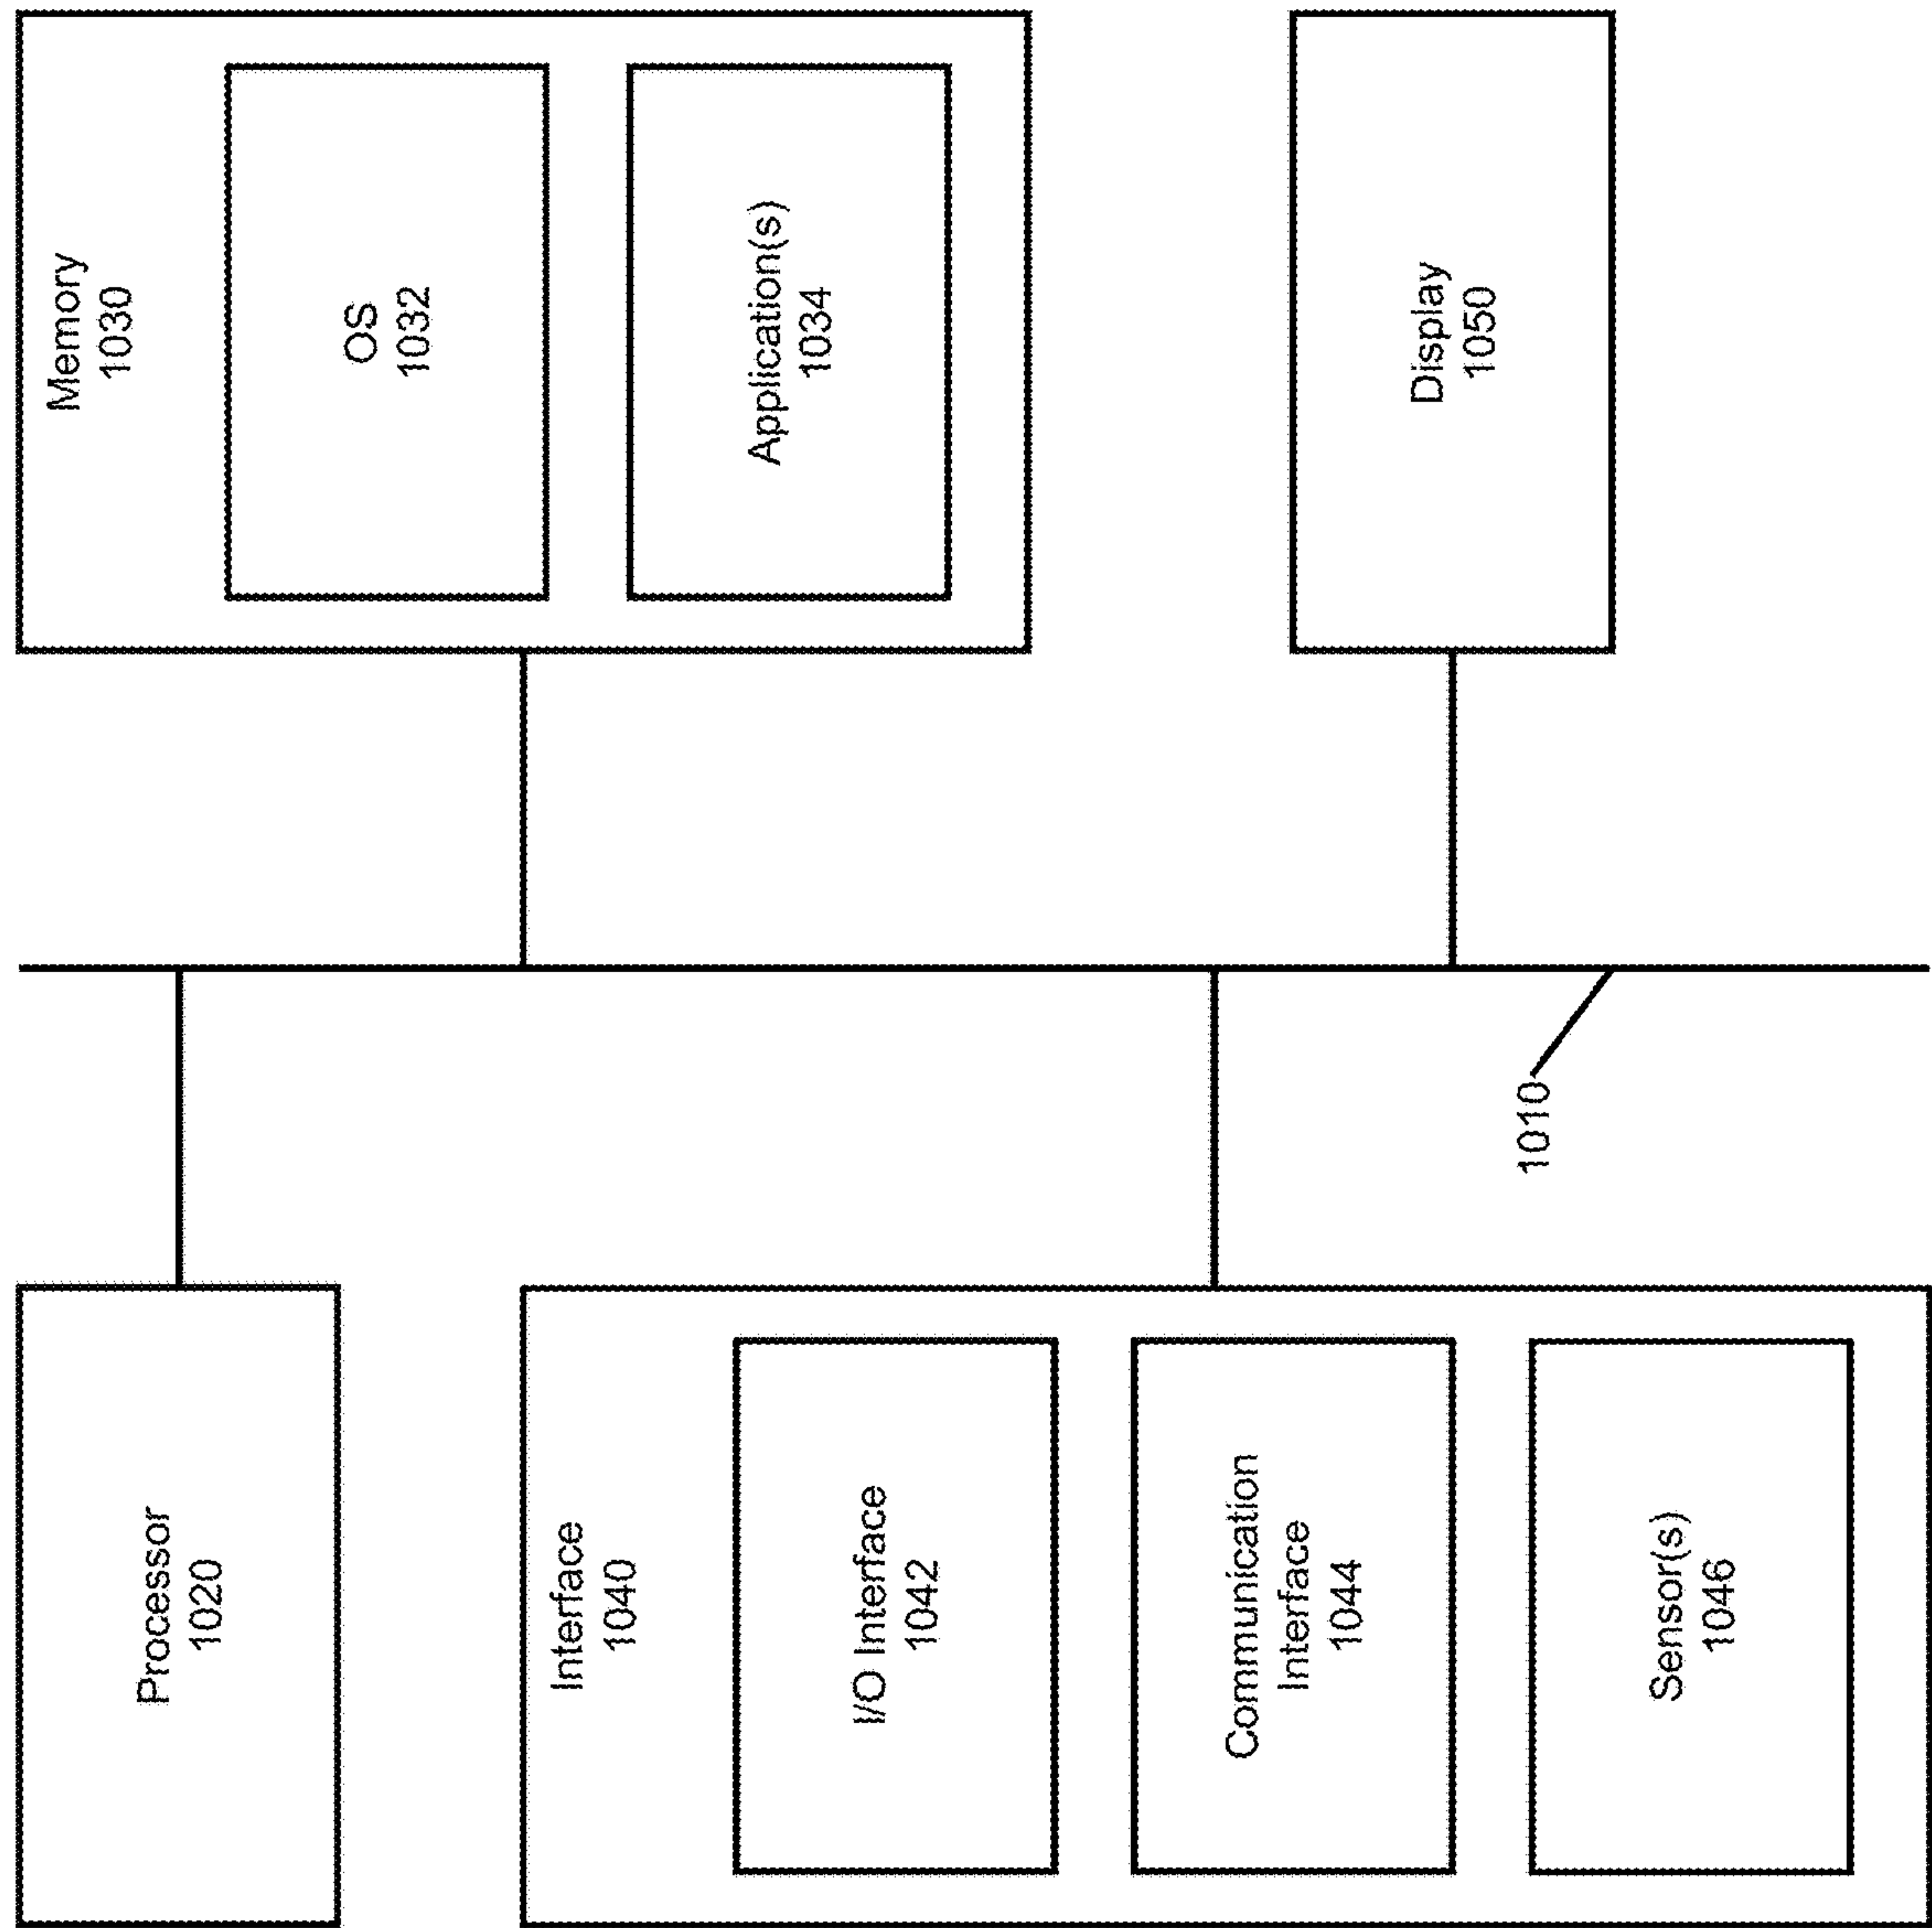 Processor
1020
Interface
1040
I/O Interface
1042
Communication
Interface
1044
Sensor(s)
1046
1010
Memory
1030
OS
1032
Application(s)
1034
Display
1050